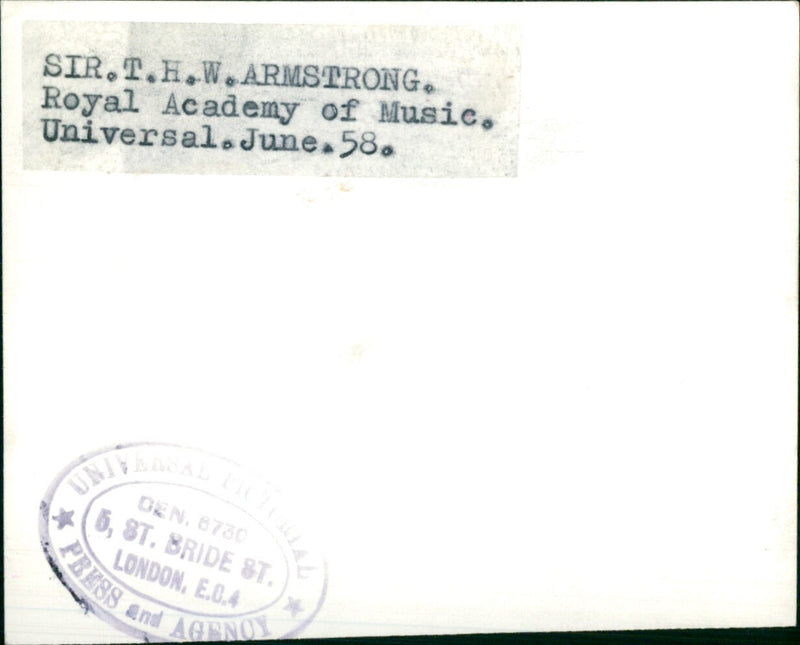 SIR.T.H.W.ARMSTRONG.
Royal Academy of Music.
Universal.June.58.
UNIVERSAL PICTORIAL
DEN. 6730
5, ST. BRIDE ST.
LONDON, E.C.4
PRESS and AGENCY